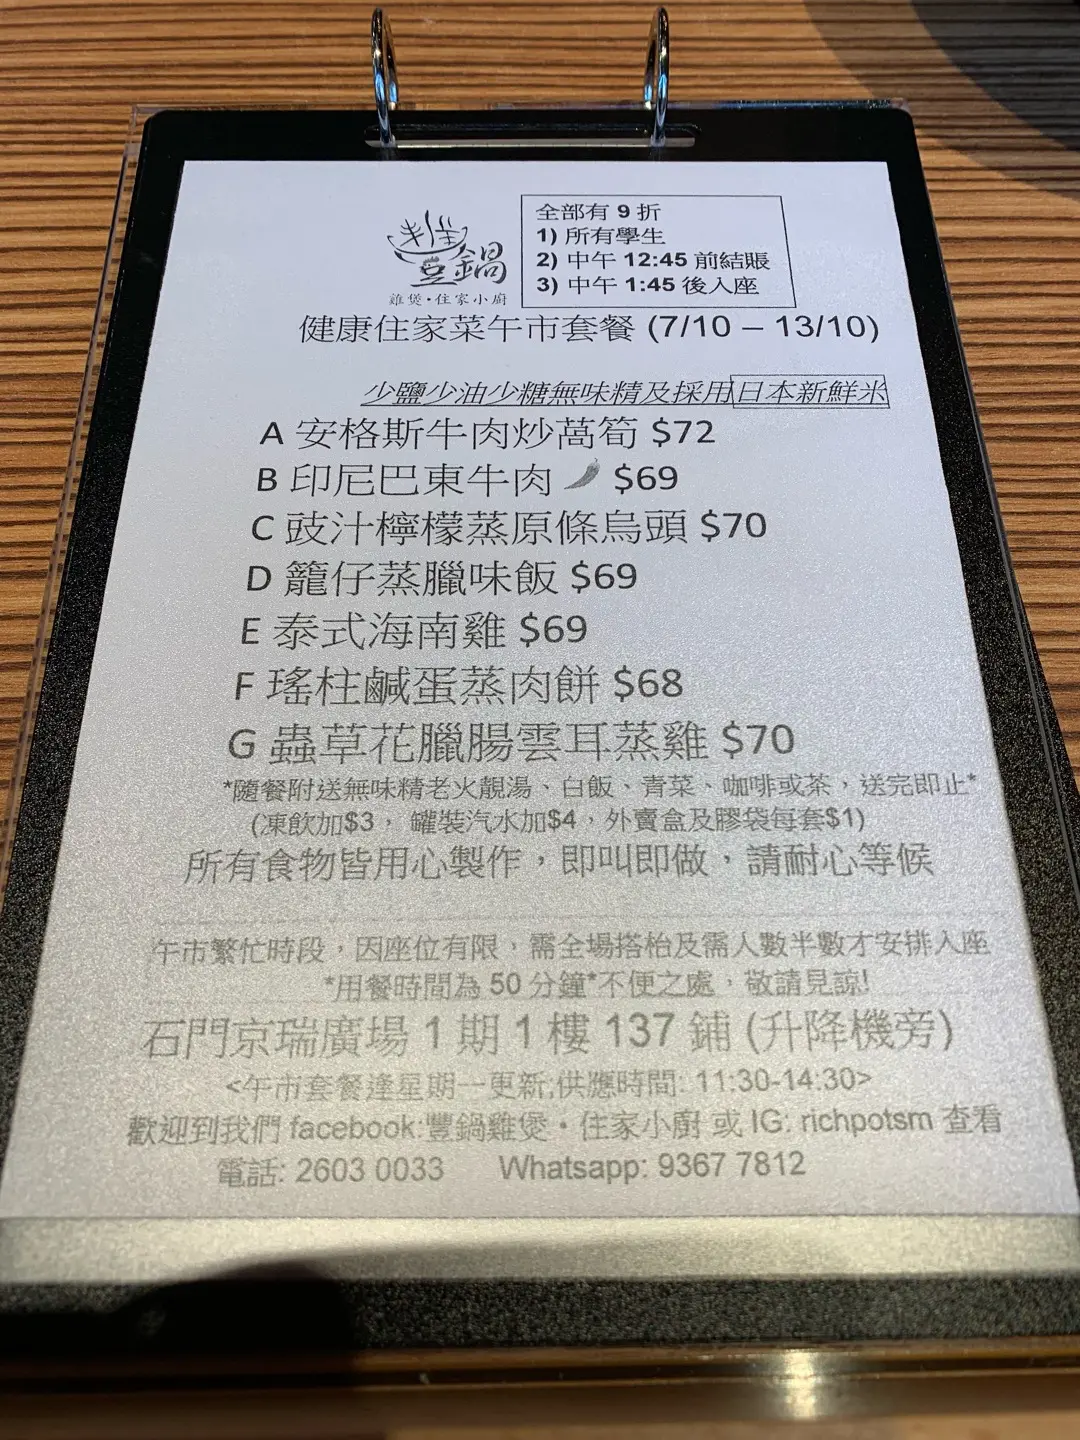 豐鍋
雞煲·住家小廚
全部有 9 折
1) 所有學生
2) 中午 12:45 前結賬
3) 中午 1:45 後入座
健康住家菜午市套餐 (7/10 – 13/10)
少鹽少油少糖無味精及採用日本新鮮米
A 安格斯牛肉炒萵筍 $72
B 印尼巴東牛肉 $69
C 豉汁檸檬蒸原條烏頭 $70
D 籠仔蒸臘味飯 $69
E 泰式海南雞 $69
F 瑤柱鹹蛋蒸肉餅 $68
G 蟲草花臘腸雲耳蒸雞 $70
*隨餐附送無味精老火靚湯、白飯、青菜、咖啡或茶，送完即止*
(凍飲加$3， 罐裝汽水加$4，外賣盒及膠袋每套$1)
所有食物皆用心製作，即叫即做，請耐心等候
午市繁忙時段，因座位有限，需全場搭枱及需人數半數才安排入座
*用餐時間為 50 分鐘*不便之處，敬請見諒!
石門京瑞廣場 1 期 1 樓 137 鋪 (升降機旁)
<午市套餐逢星期一更新,供應時間: 11:30-14:30>
歡迎到我們 facebook:豐鍋雞煲·住家小廚 或 IG: richpotsm 查看
電話: 2603 0033 Whatsapp: 9367 7812